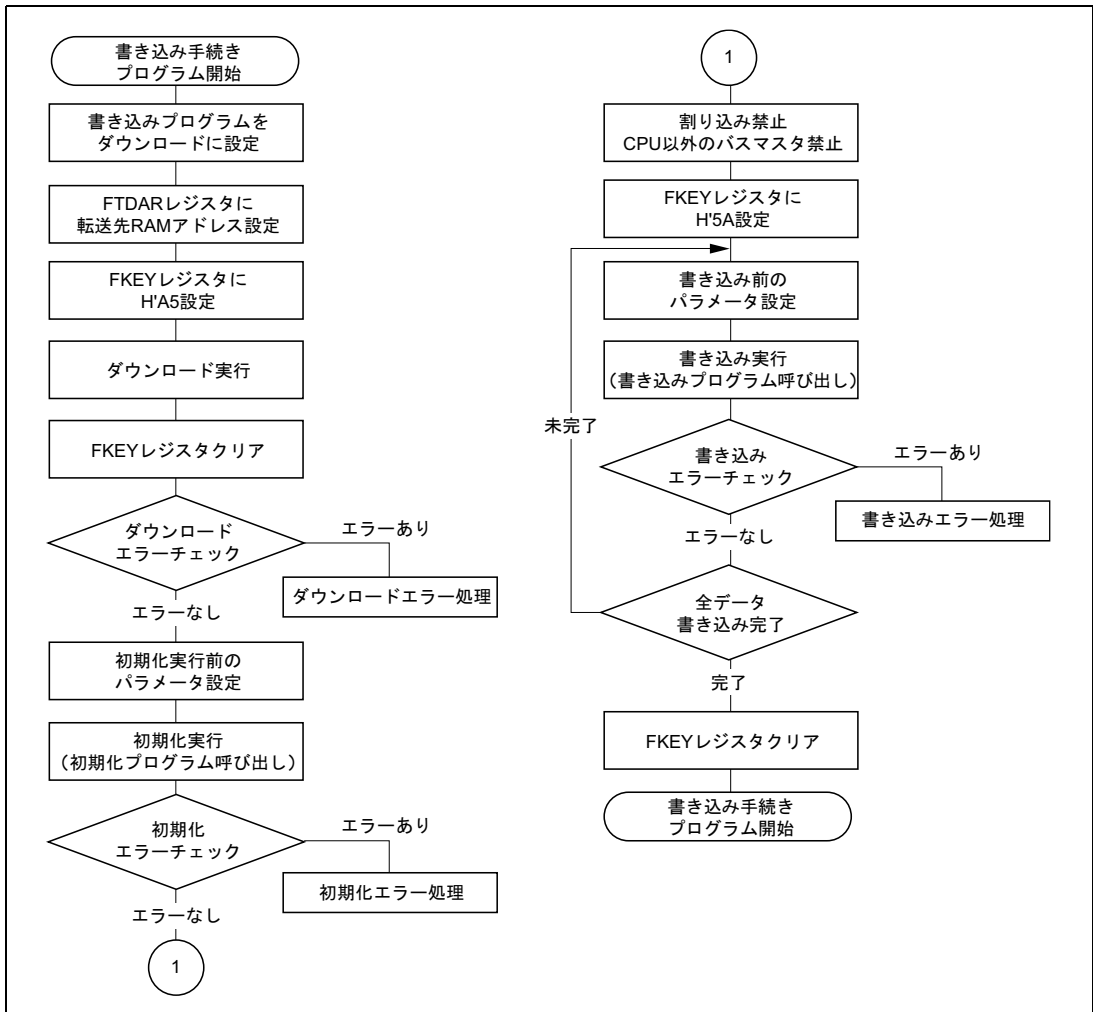 書き込み手続き
プログラム開始
書き込みプログラムを
ダウンロードに設定
FTDARレジスタに
転送先RAMアドレス設定
FKEYレジスタに
H'A5設定
ダウンロード実行
FKEYレジスタクリア
ダウンロード
エラーチェック
エラーあり
ダウンロードエラー処理
エラーなし
初期化実行前の
パラメータ設定
初期化実行
（初期化プログラム呼び出し）
初期化
エラーチェック
エラーあり
初期化エラー処理
エラーなし
1
1
割り込み禁止
CPU以外のバスマスタ禁止
FKEYレジスタに
H'5A設定
書き込み前の
パラメータ設定
書き込み実行
（書き込みプログラム呼び出し）
未完了
書き込み
エラーチェック
エラーあり
書き込みエラー処理
エラーなし
全データ
書き込み完了
完了
FKEYレジスタクリア
書き込み手続き
プログラム開始